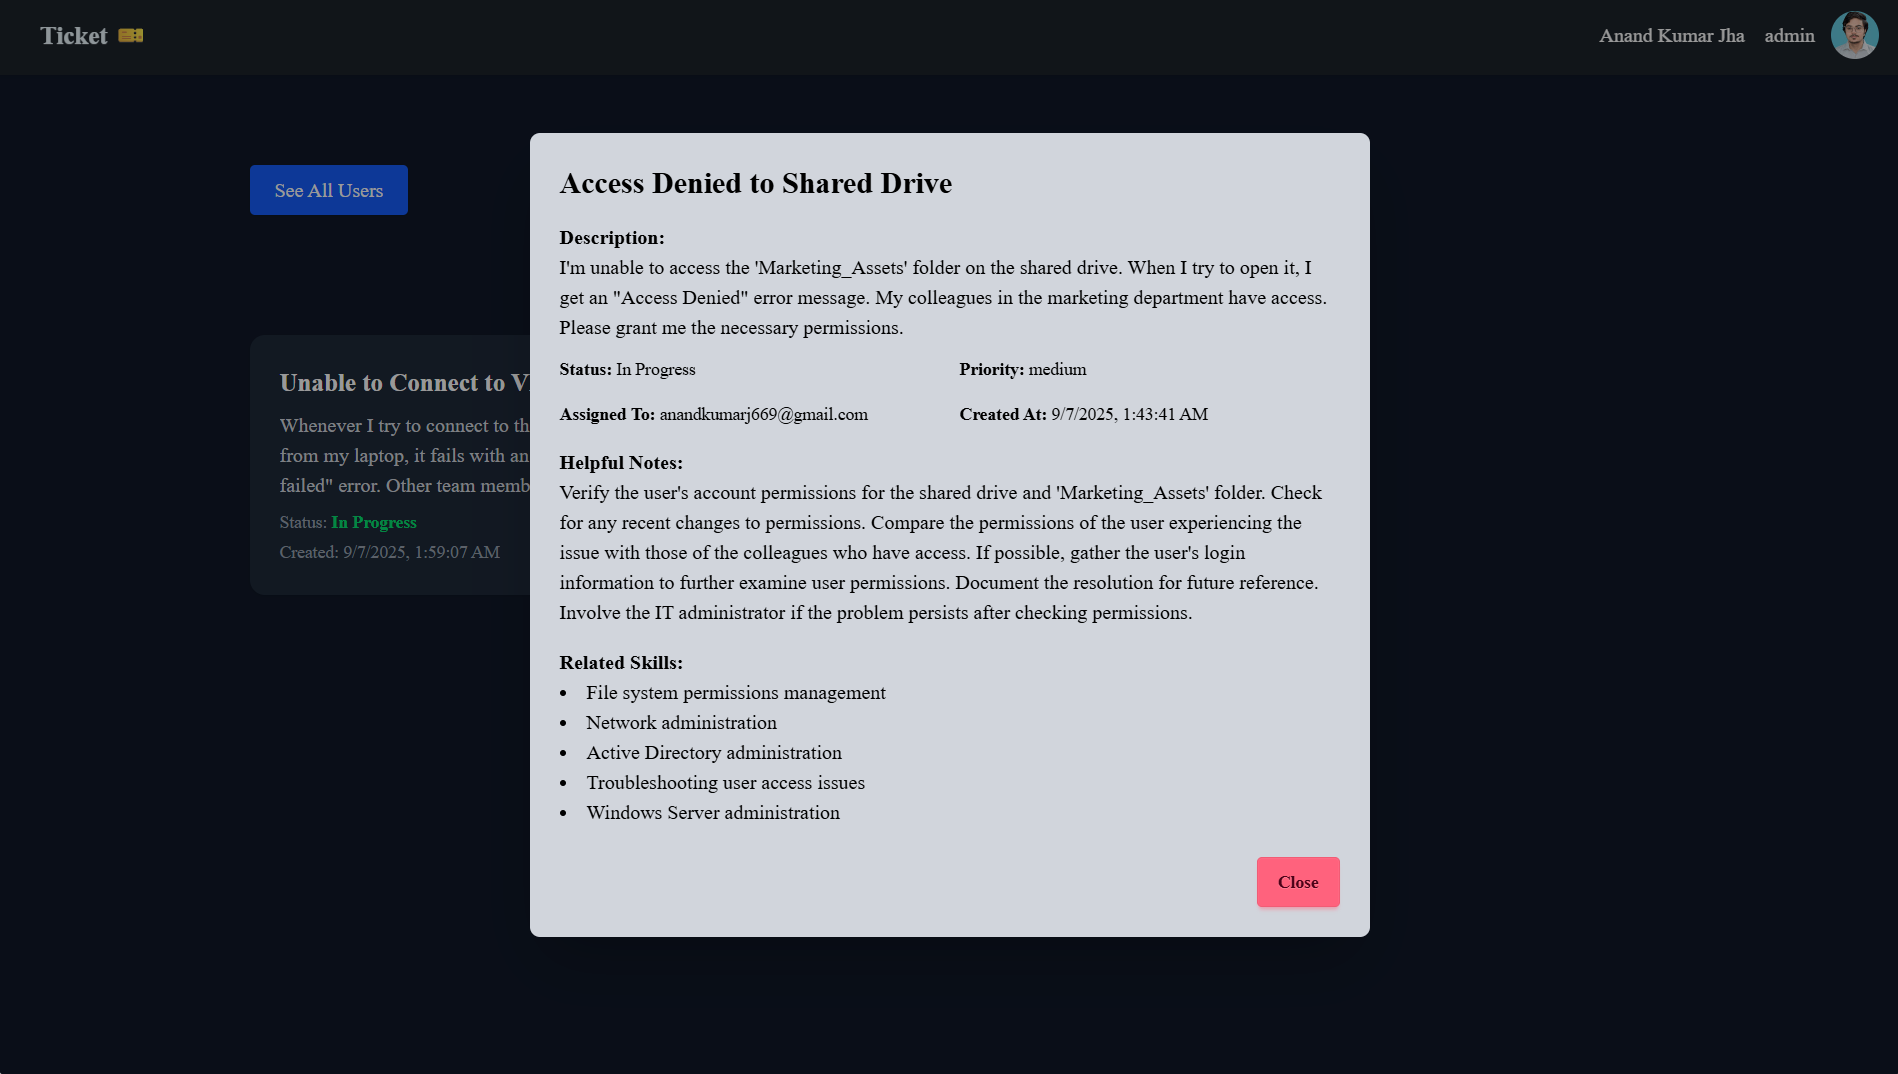 Ticket 🎫
Anand Kumar Jha admin
See All Users
Unable to Connect to
Whenever I try to connect to
from my laptop, it fails with an
failed" error. Other team
Status: In Progress
Created: 9/7/2025, 1:59:07 AM
Access Denied to Shared Drive
Description:
I'm unable to access the 'Marketing_Assets' folder on the shared drive. When I try to open it, I
get an "Access Denied" error message. My colleagues in the marketing department have access.
Please grant me the necessary permissions.
Status: In Progress
Priority: medium
Assigned To: anandkumarj669@gmail.com
Created At: 9/7/2025, 1:43:41 AM
Helpful Notes:
Verify the user's account permissions for the shared drive and 'Marketing_Assets' folder. Check
for any recent changes to permissions. Compare the permissions of the user experiencing the
issue with those of the colleagues who have access. If possible, gather the user's login
information to further examine user permissions. Document the resolution for future reference.
Involve the IT administrator if the problem persists after checking permissions.
Related Skills:
• File system permissions management
• Network administration
• Active Directory administration
• Troubleshooting user access issues
• Windows Server administration
Close